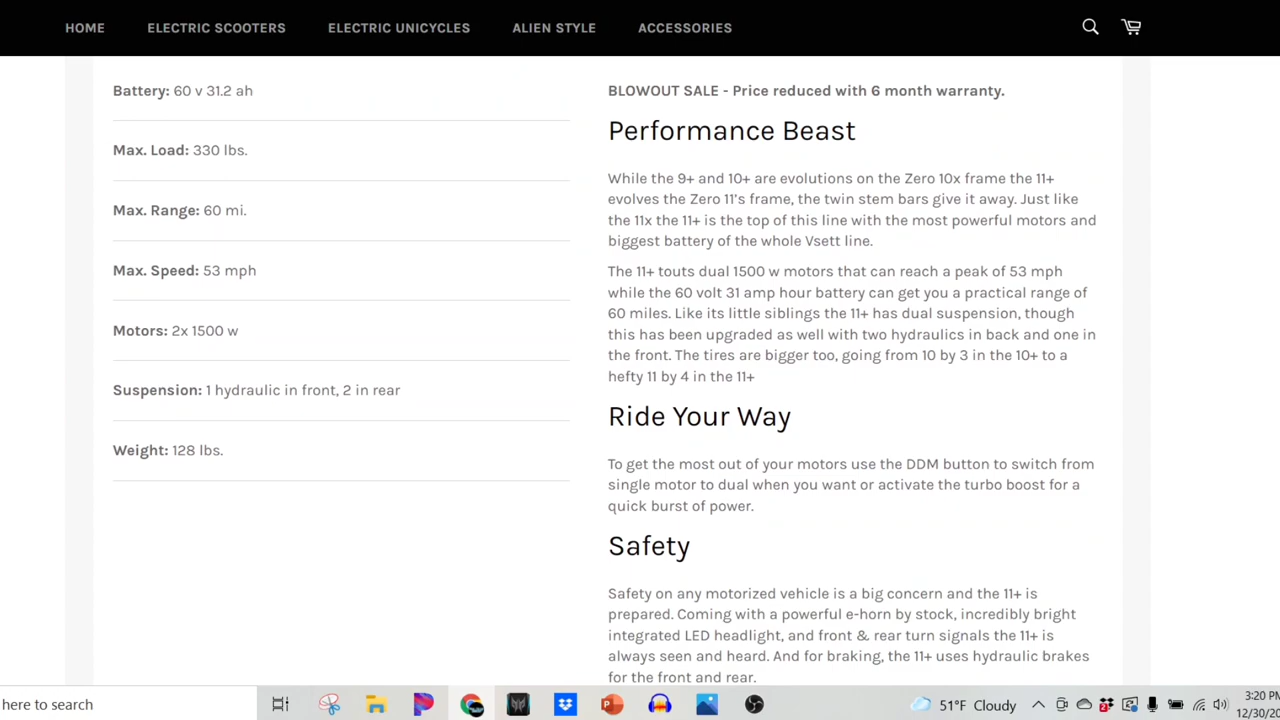 HOME ELECTRIC SCOOTERS ELECTRIC UNICYCLES ALIEN STYLE ACCESSORIES
Battery: 60 v 31.2 ah
Max. Load: 330 lbs.
Max. Range: 60 mi.
Max. Speed: 53 mph
Motors: 2x 1500 w
Suspension: 1 hydraulic in front, 2 in rear
Weight: 128 lbs.
BLOWOUT SALE - Price reduced with 6 month warranty.
Performance Beast
While the 9+ and 10+ are evolutions on the Zero 10x frame the 11+
evolves the Zero 11's frame, the twin stem bars give it away. Just like
the 11x the 11+ is the top of this line with the most powerful motors and
biggest battery of the whole Vsett line.
The 11+ touts dual 1500 w motors that can reach a peak of 53 mph
while the 60 volt 31 amp hour battery can get you a practical range of
60 miles. Like its little siblings the 11+ has dual suspension, though
this has been upgraded as well with two hydraulics in back and one in
the front. The tires are bigger too, going from 10 by 3 in the 10+ to a
hefty 11 by 4 in the 11+
Ride Your Way
To get the most out of your motors use the DDM button to switch from
single motor to dual when you want or activate the turbo boost for a
quick burst of power.
Safety
Safety on any motorized vehicle is a big concern and the 11+ is
prepared. Coming with a powerful e-horn by stock, incredibly bright
integrated LED headlight, and front & rear turn signals the 11+ is
always seen and heard. And for braking, the 11+ uses hydraulic brakes
for the front and rear.
here to search
51°F Cloudy
3:20 PM
12/30/20